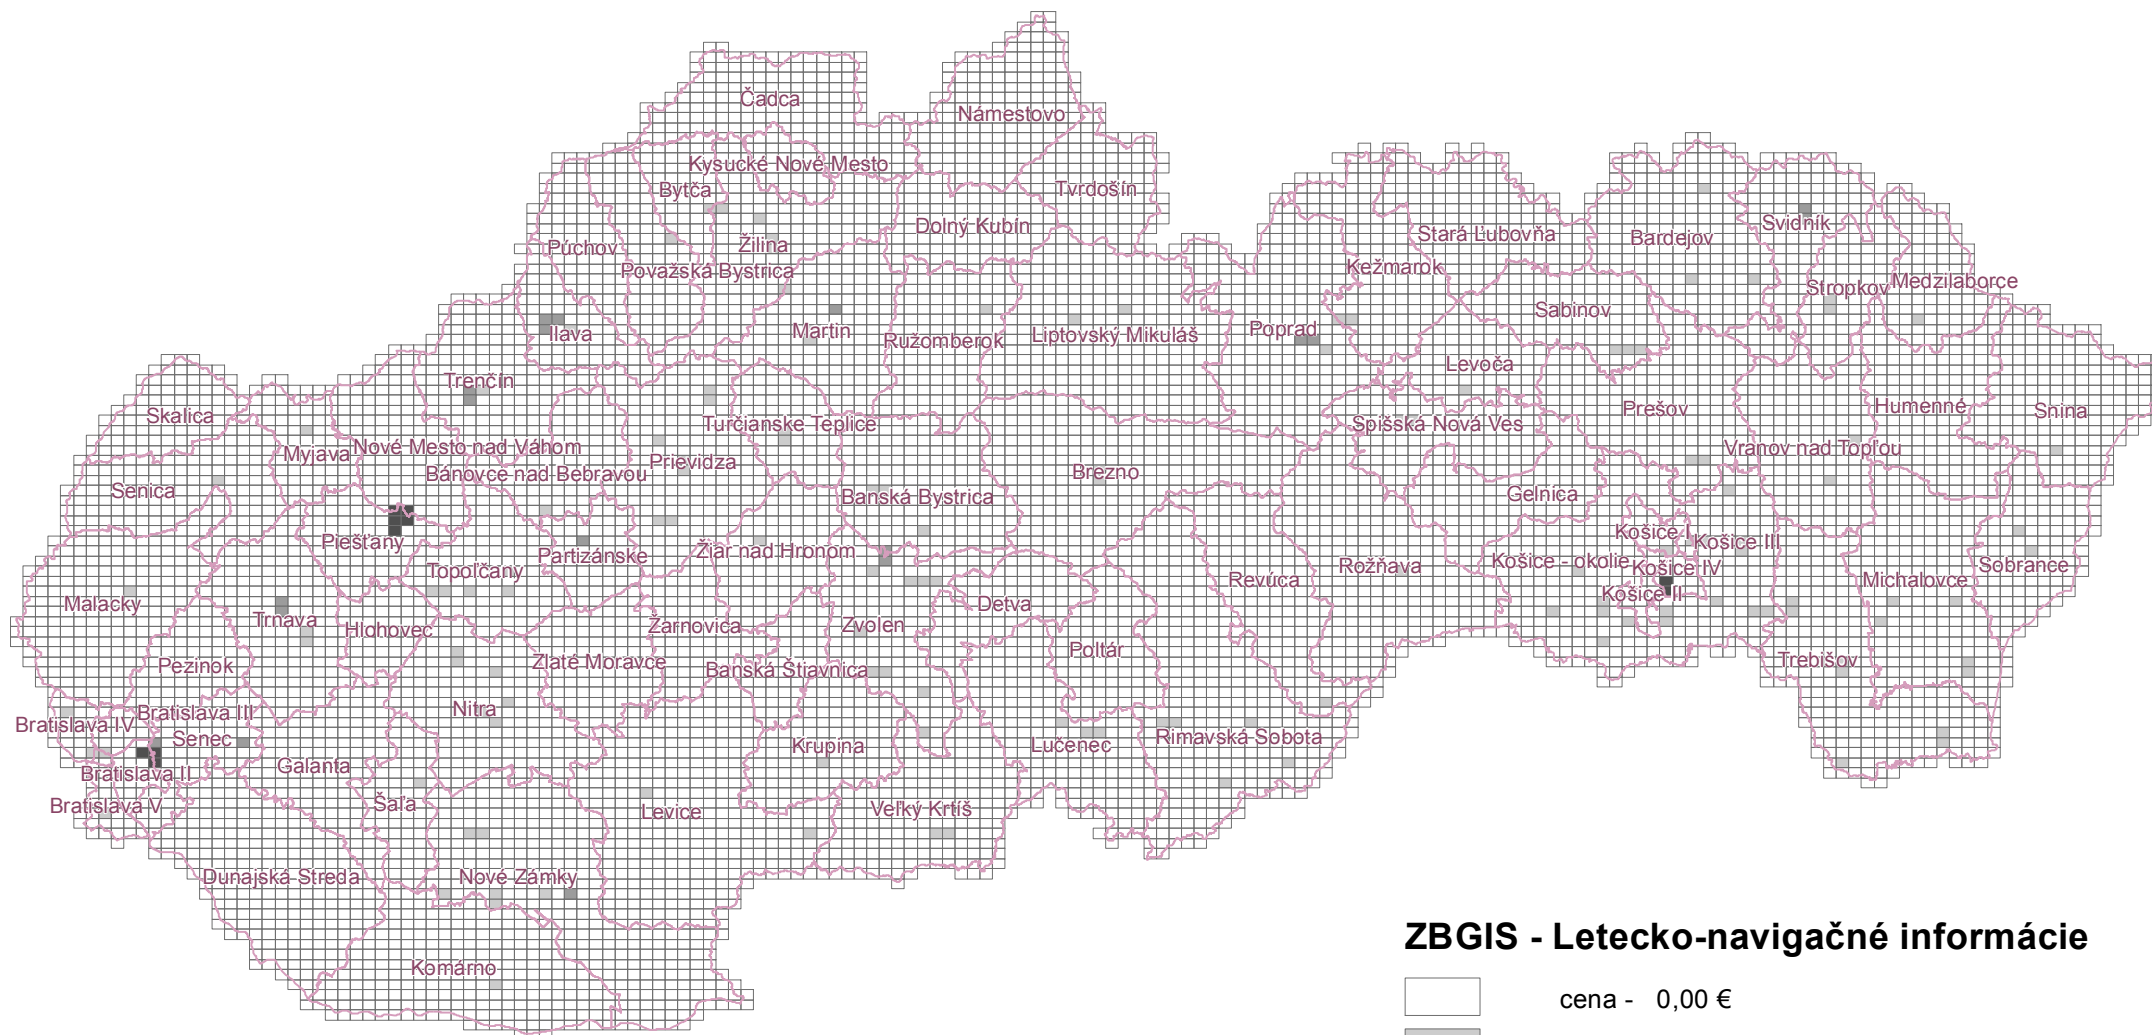 Čadca
Námestovo
Kysucké Nové Mesto
Bytča
Tvrdošín
Dolný Kubín
Svidník
Stará Ľubovňa
Bardejov
Púchov
Žilina
Považská Bystrica
Kežmarok
Medzilaborce
Stropkov
Sabinov
Ilava
Martin
Ružomberok
Liptovský Mikuláš
Poprad
Levoča
Trenčín
Skalica
Turčianske Teplice
Spišská Nová Ves
Prešov
Humenné
Snina
Myjava
Nové Mesto nad Váhom
Vranov nad Topľou
Bánovce nad Bebravou
Prievidza
Brezno
Senica
Banská Bystrica
Gelnica
Piešťany
Partizánske
Žiar nad Hronom
Košice I
Košice III
Topoľčany
Revúca
Rožňava
Košice - okolie
Košice IV
Sobrance
Michalovce
Košice II
Malacky
Trnava
Hlohovec
Žarnovica
Zvolen
Detva
Poltár
Pezinok
Zlaté Moravce
Banská Štiavnica
Trebišov
Bratislava IV
Bratislava III
Nitra
Senec
Krupina
Lučenec
Rimavská Sobota
Bratislava II
Galanta
Bratislava V
Šaľa
Levice
Veľký Krtíš
Dunajská Streda
Nové Zámky
Komárno
ZBGIS - Letecko-navigačné informácie
cena - 0,00 €